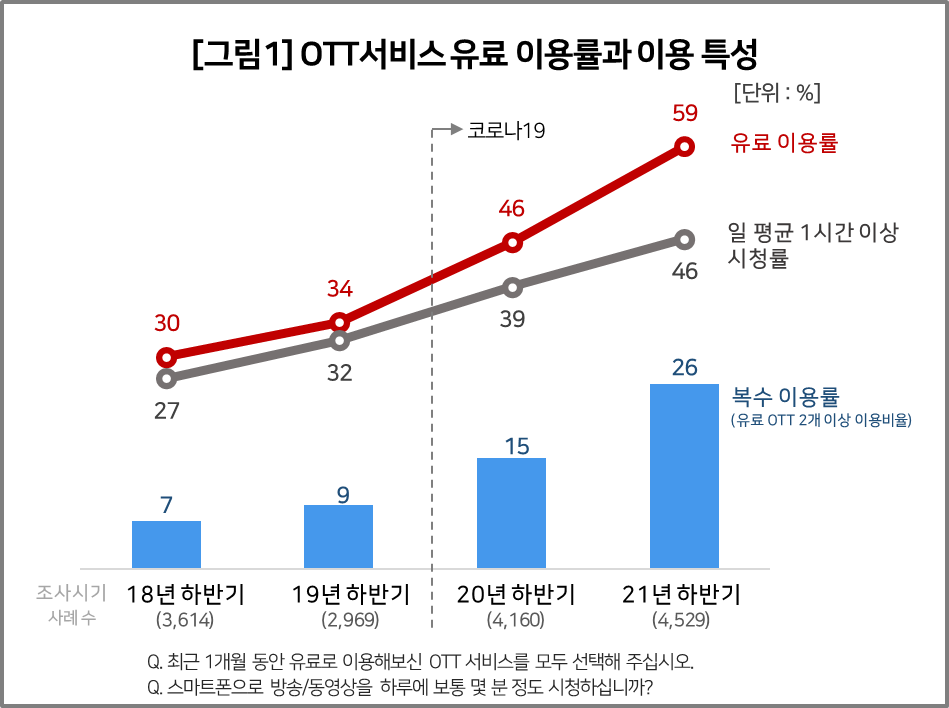 [그림1] OTT서비스 유료 이용률과 이용 특성
[단위 : %]
코로나19
59
유료 이용률
46
34
30
일 평균 1시간 이상
시청률
46
39
32
27
26
복수 이용률
(유료 OTT 2개 이상 이용비율)
15
9
7
조사시기 18년 하반기 19년 하반기 20년 하반기 21년 하반기
사례 수 (3,614) (2,969) (4,160) (4,529)
Q. 최근 1개월 동안 유료로 이용해보신 OTT 서비스를 모두 선택해 주십시오.
Q. 스마트폰으로 방송/동영상을 하루에 보통 몇 분 정도 시청하십니까?